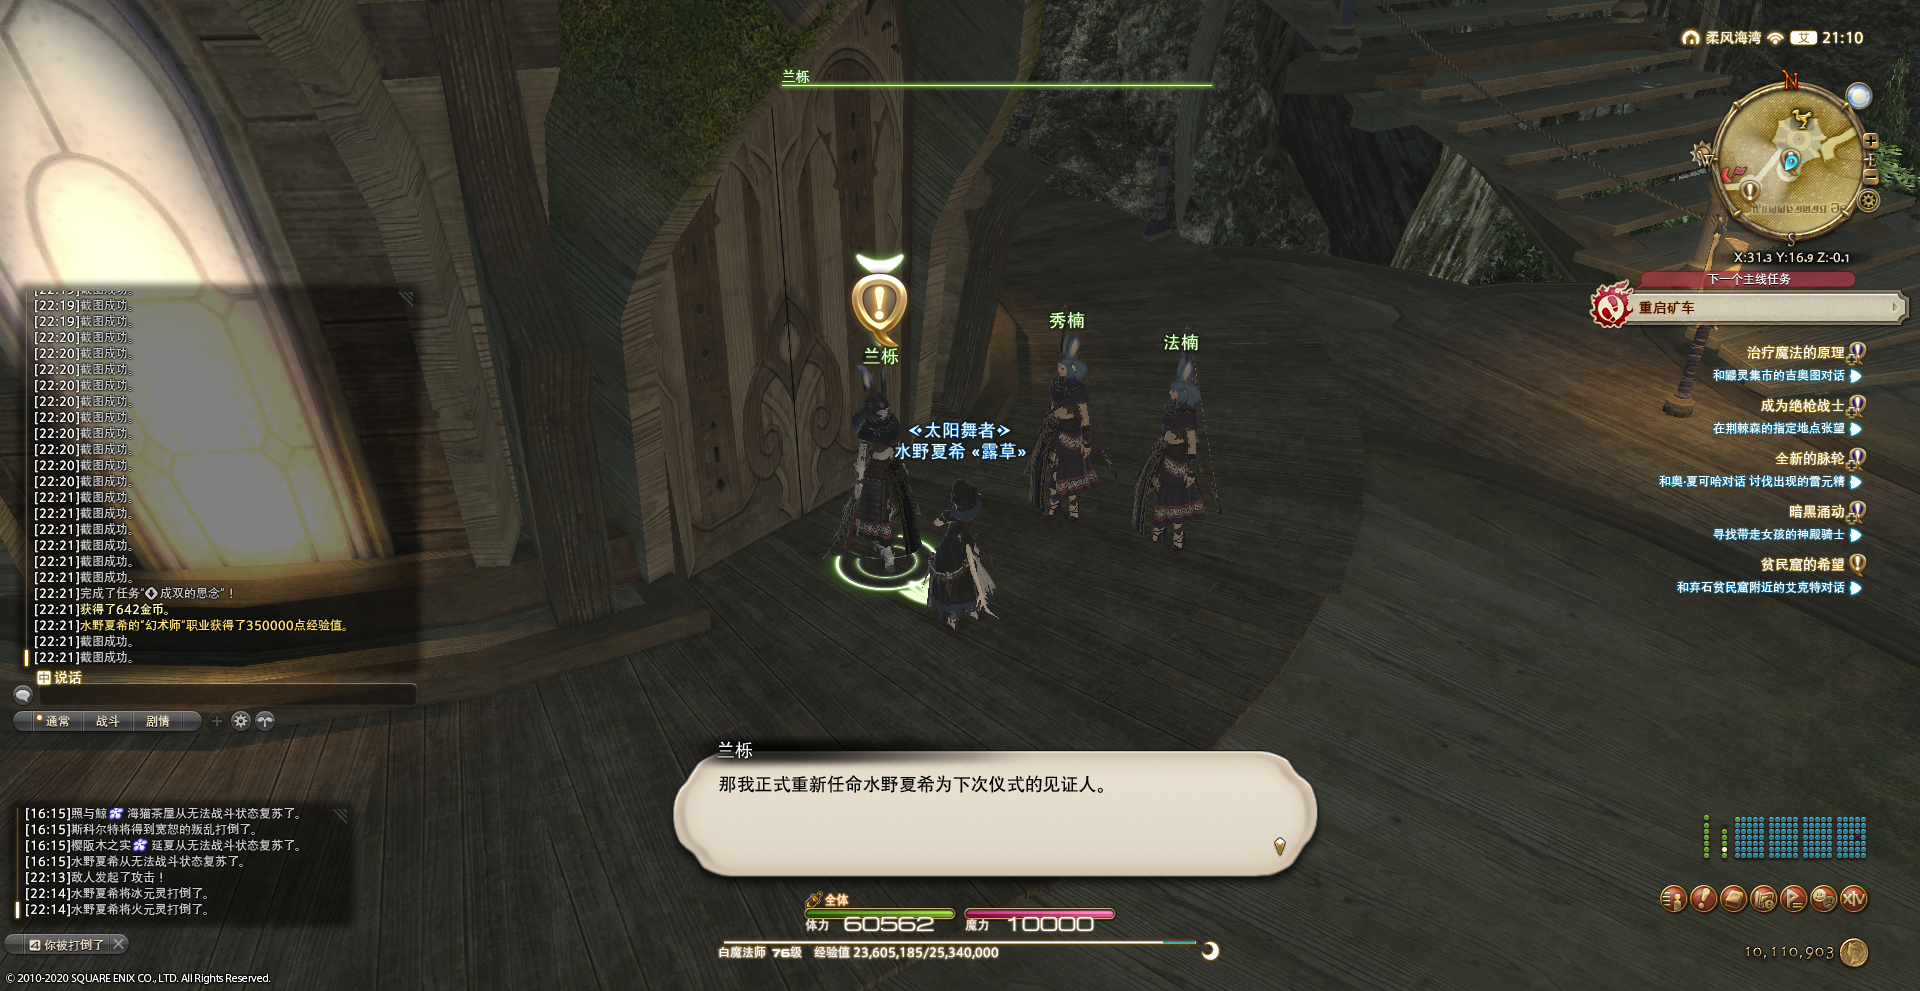 柔风海湾 艾 21:10
兰栎
N
W
E
S
X:31.3 Y:16.9 Z:-0.1
下一个主线任务
重启矿车
治疗魔法的原理
和鼹灵集市的吉奥图对话
成为绝枪战士
在荆棘森的指定地点张望
全新的脉轮
和奥·夏可哈对话 讨伐出现的雷元精
暗黑涌动
寻找带走女孩的神殿骑士
贫民窟的希望
和弃石贫民窟附近的艾克特对话
秀楠
法楠
兰栎
太阳舞者
水野夏希 «露草»
[22:19]截图成功。
[22:19]截图成功。
[22:19]截图成功。
[22:20]截图成功。
[22:20]截图成功。
[22:20]截图成功。
[22:20]截图成功。
[22:20]截图成功。
[22:20]截图成功。
[22:20]截图成功。
[22:20]截图成功。
[22:20]截图成功。
[22:20]截图成功。
[22:21]截图成功。
[22:21]截图成功。
[22:21]截图成功。
[22:21]截图成功。
[22:21]截图成功。
[22:21]截图成功。
[22:21]完成了任务“成双的思念”！
[22:21]获得了642金币。
[22:21]水野夏希的“幻术师”职业获得了350000点经验值。
[22:21]截图成功。
[22:21]截图成功。
中 说话
通常 战斗 剧情
兰栎
那我正式重新任命水野夏希为下次仪式的见证人。
[16:15]照与鲸 海猫茶屋从无法战斗状态复苏了。
[16:15]斯科尔特将得到宽恕的叛乱打倒了。
[16:15]樱阪木之实 延夏从无法战斗状态复苏了。
[16:15]水野夏希从无法战斗状态复苏了。
[22:13]敌人发起了攻击！
[22:14]水野夏希将冰元灵打倒了。
[22:14]水野夏希将火元灵打倒了。
4 你被打倒了
全体
体力 60562 魔力 10000
白魔法师 76级 经验值 23,605,185/25,340,000
XIV
10,110,903
© 2010-2020 SQUARE ENIX CO., LTD. All Rights Reserved.